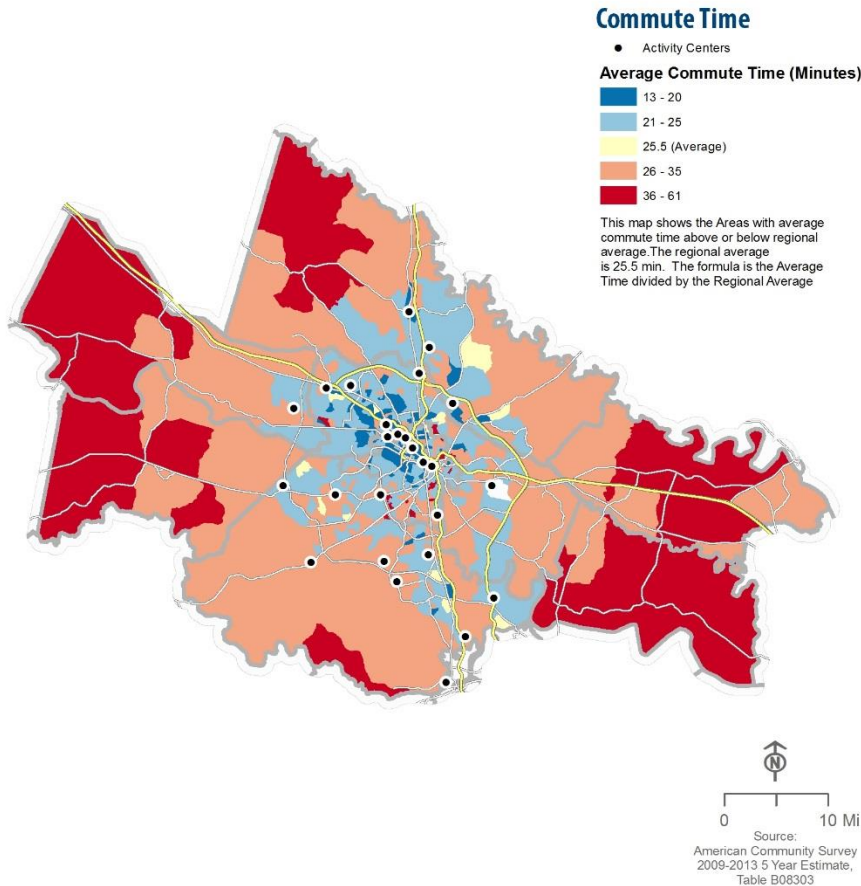 Commute Time
Activity Centers
Average Commute Time (Minutes)
13 - 20
21 - 25
25.5 (Average)
26 - 35
36 - 61
This map shows the Areas with average
commute time above or below regional
average.The regional average
is 25.5 min. The formula is the Average
Time divided by the Regional Average
N
0 10 Mi
Source:
American Community Survey
2009-2013 5 Year Estimate,
Table B08303